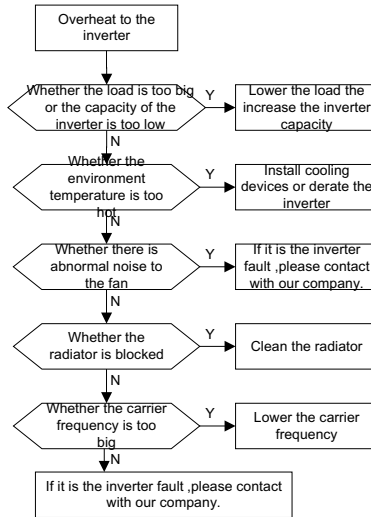 Overheat to the
inverter
Whether the load is too big
or the capacity of the
inverter is too low
Y
Lower the load the
increase the inverter
capacity
N
Whether the
environment
temperature is too
hot
Y
Install cooling
devices or derate the
inverter
N
Whether there is
abnormal noise to
the fan
Y
If it is the inverter
fault ,please contact
with our company.
N
Whether the
radiator is blocked
Y
Clean the radiator
N
Whether the carrier
frequency is too
big
Y
Lower the carrier
frequency
N
If it is the inverter fault ,please contact
with our company.